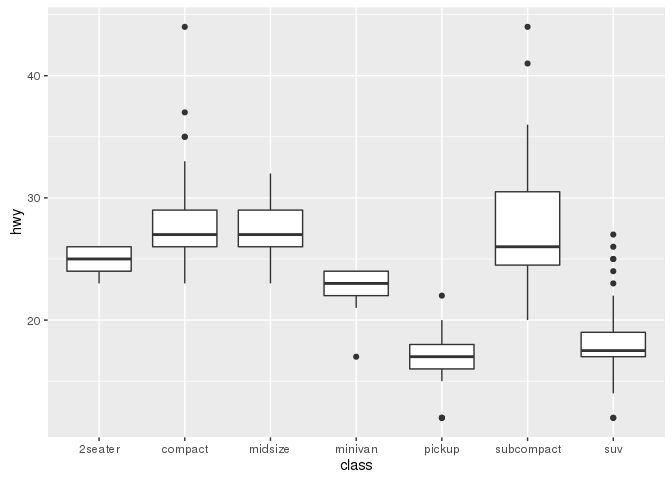 hwy
40
30
20
2seater compact midsize minivan pickup subcompact suv
class